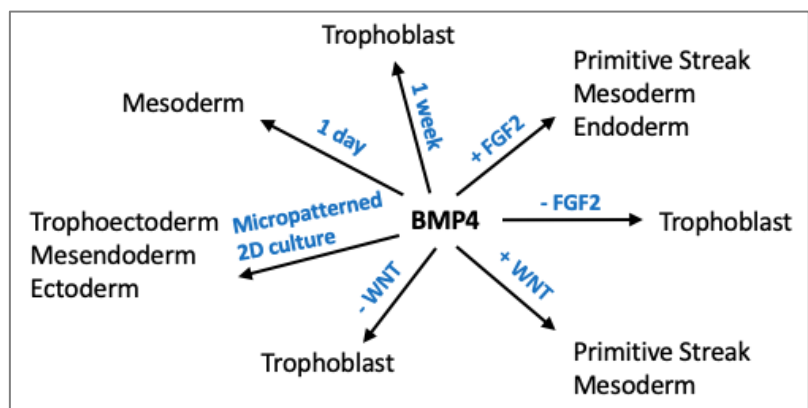 Trophoblast
Primitive Streak
Mesoderm
Endoderm
Mesoderm
1 day
1 week
+ FGF2
Trophoectoderm
Mesendoderm
Ectoderm
Micropatterned
2D culture
BMP4
- FGF2
Trophoblast
- WNT
+ WNT
Trophoblast
Primitive Streak
Mesoderm